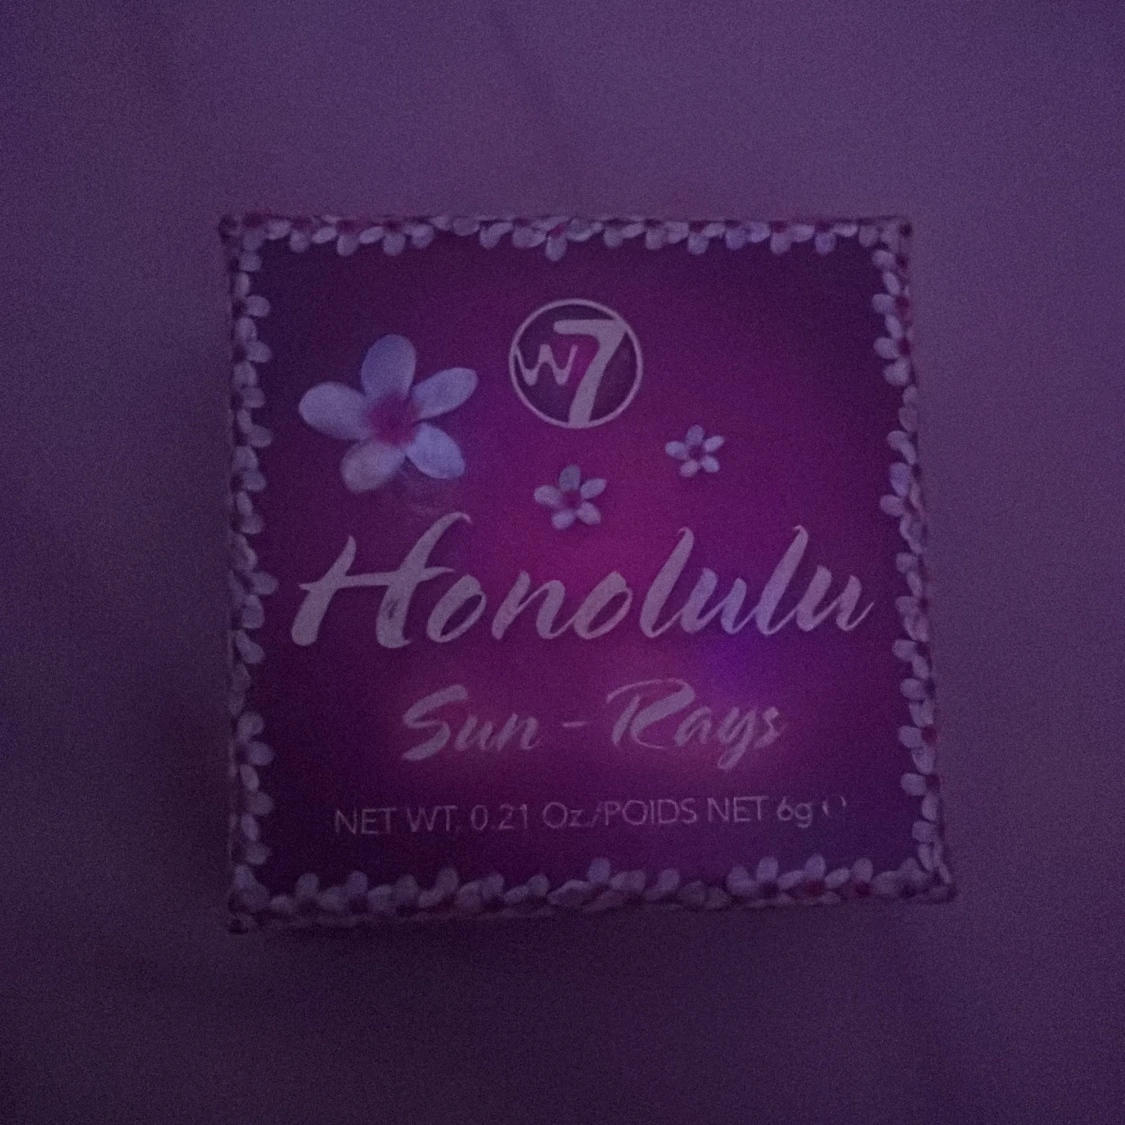 W7
Honolulu
Sun - Rays
NET WT. 0.21 Oz./POIDS NET 6g e